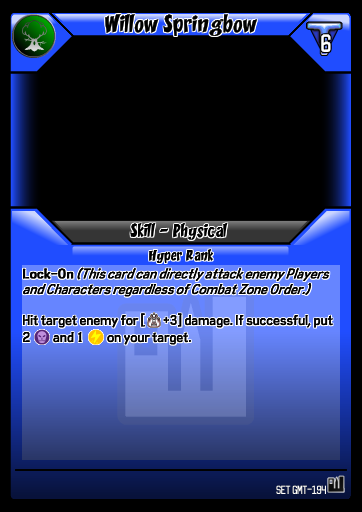 Willow Springbow
6
Skill - Physical
Hyper Rank
Lock-On (This card can directly attack enemy Players
and Characters regardless of Combat Zone Order.)
Hit target enemy for [ +3] damage. If successful, put
2 and 1 on your target.
SET GMT-194